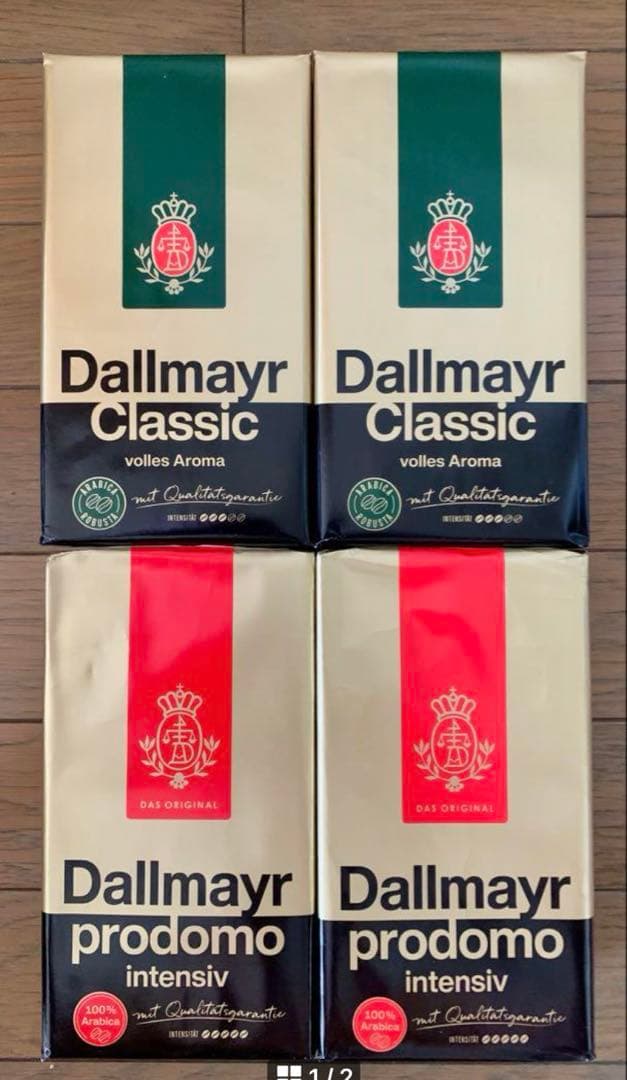 Dallmayr
Classic
volles Aroma
ARABICA
ROBUSTA
mit Qualitätsgarantie
INTENSITÄT
Dallmayr
Classic
volles Aroma
ARABICA
ROBUSTA
mit Qualitätsgarantie
INTENSITÄT
DAS ORIGINAL
Dallmayr
prodomo
intensiv
100%
Arabica
mit Qualitätsgarantie
INTENSITÄT
DAS ORIGINAL
Dallmayr
prodomo
intensiv
100%
Arabica
mit Qualitätsgarantie
INTENSITÄT
1/2